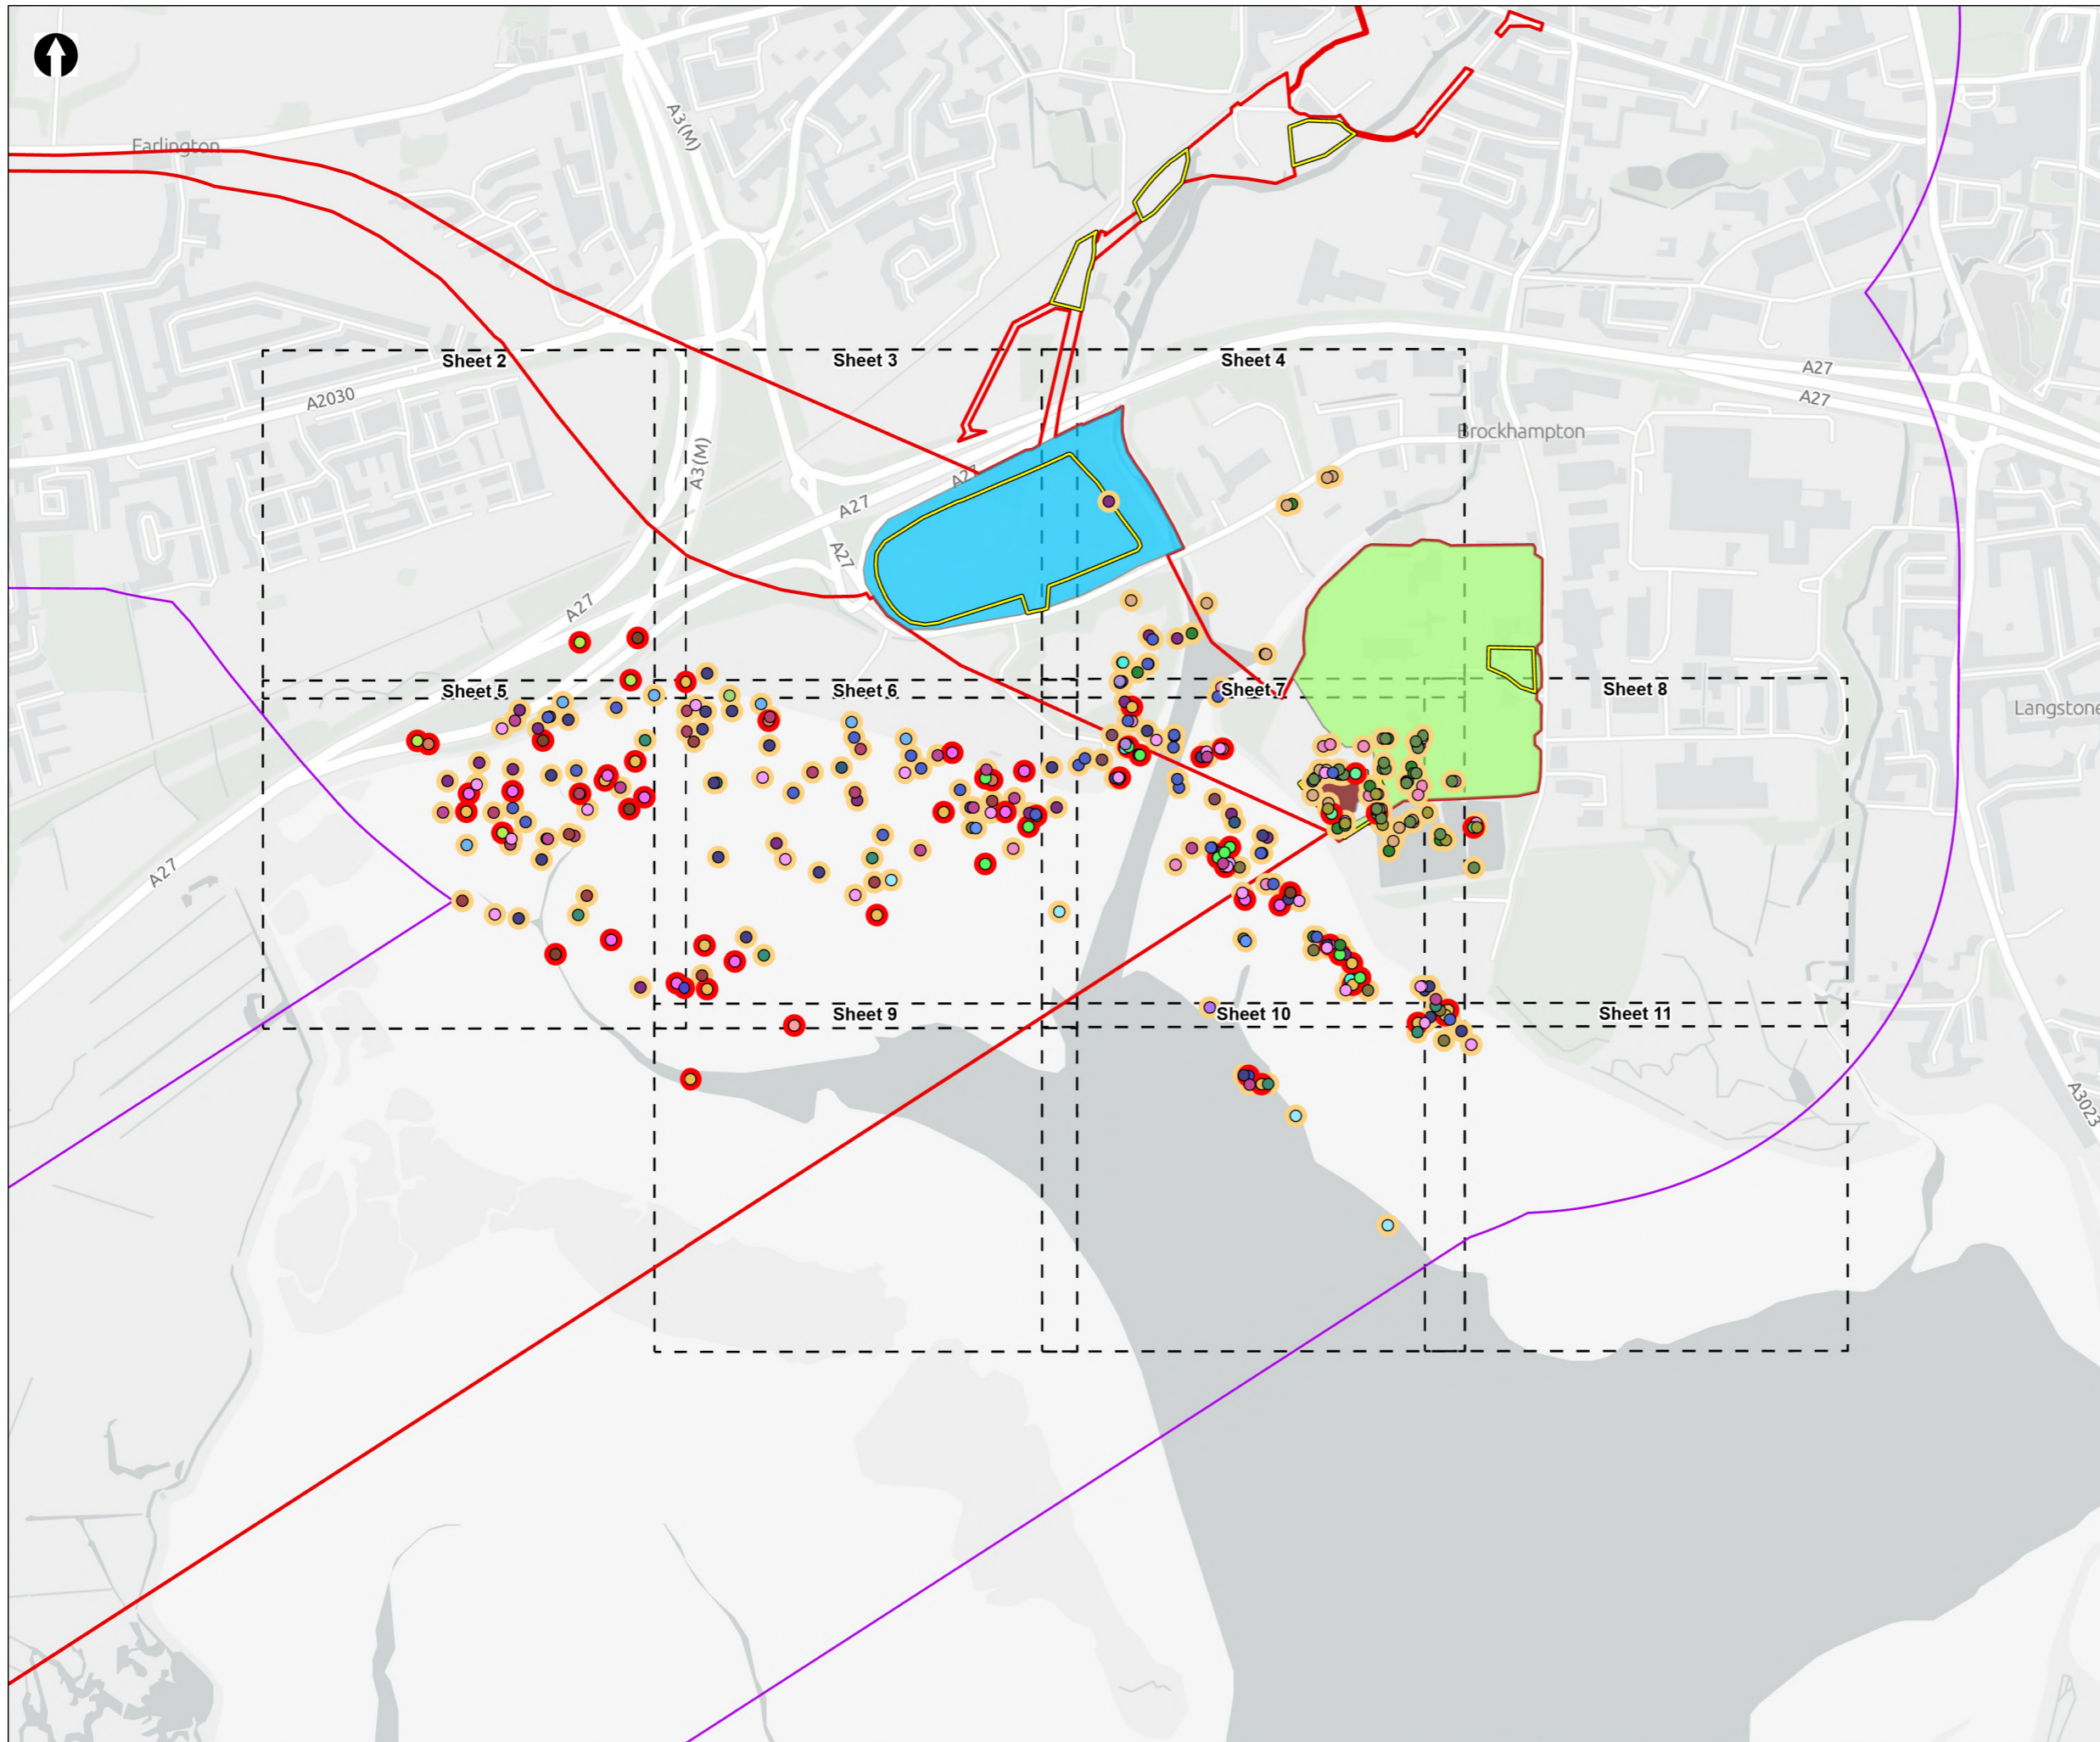 A3(M)
Farlington
Sheet 2
Sheet 3
Sheet 4
A27
A27
A2030
Brockhampton
A3(M)
A27
A27
A27
A27
Sheet 5
Sheet 6
Sheet 7
Sheet 8
Langstone
A27
Sheet 9
Sheet 10
Sheet 11
A3023